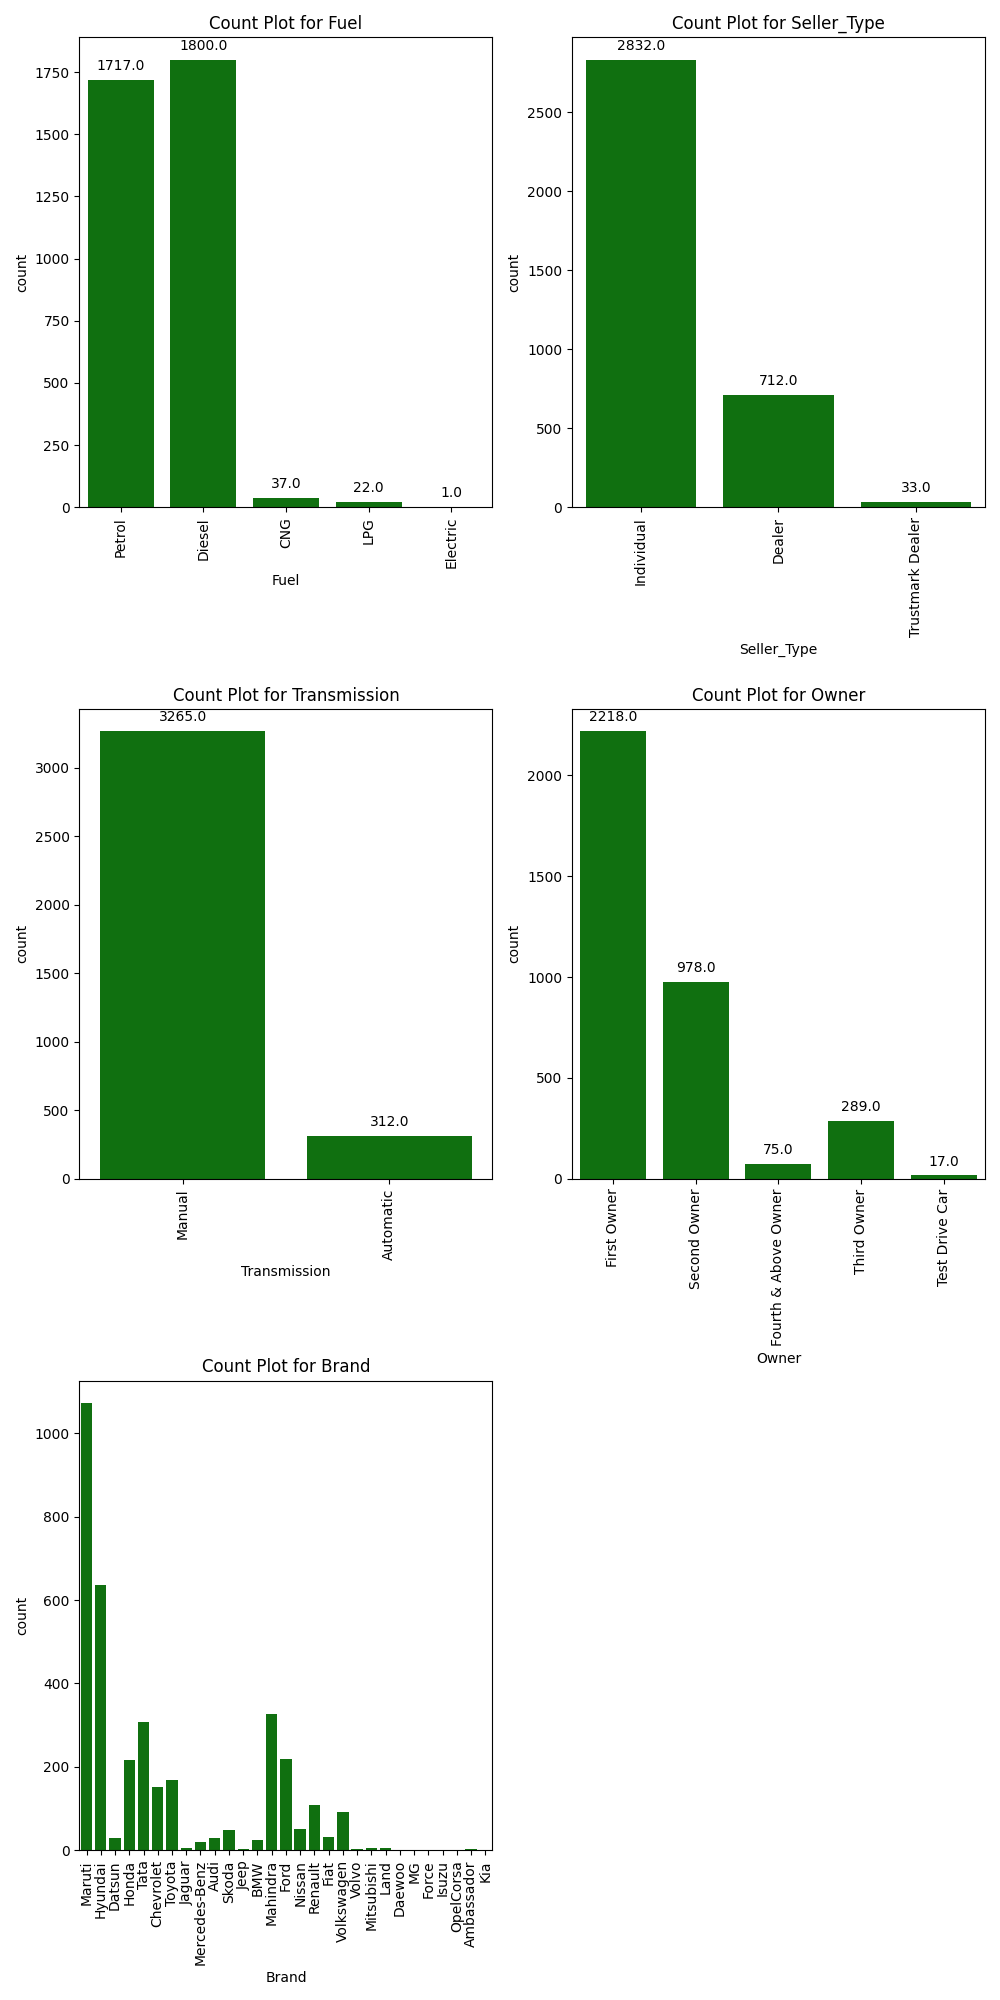 Count Plot for Fuel
1717.0
1800.0
37.0
22.0
1.0
1750
1500
1250
1000
750
500
250
0
count
Petrol
Diesel
CNG
LPG
Electric
Fuel
Count Plot for Seller_Type
2832.0
712.0
33.0
2500
2000
1500
1000
500
0
count
Individual
Dealer
Trustmark Dealer
Seller_Type
Count Plot for Transmission
3265.0
312.0
3000
2500
2000
1500
1000
500
0
count
Manual
Automatic
Transmission
Count Plot for Owner
2218.0
978.0
75.0
289.0
17.0
2000
1500
1000
500
0
count
First Owner
Second Owner
Fourth & Above Owner
Third Owner
Test Drive Car
Owner
Count Plot for Brand
1000
800
600
400
200
0
count
Maruti
Hyundai
Datsun
Honda
Tata
Chevrolet
Toyota
Jaguar
Mercedes-Benz
Audi
Skoda
Jeep
BMW
Mahindra
Ford
Nissan
Renault
Fiat
Volkswagen
Volvo
Mitsubishi
Land
Daewoo
MG
Force
Isuzu
OpelCorsa
Ambassador
Kia
Brand